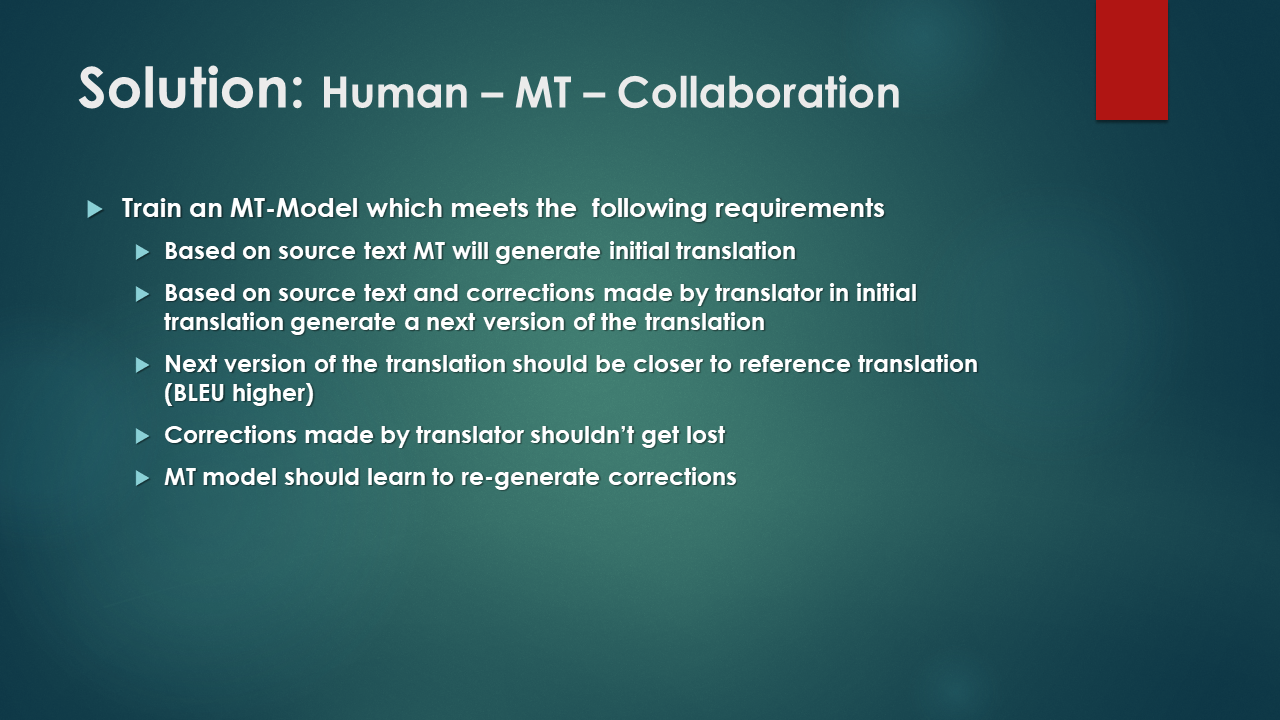 Solution: Human – MT – Collaboration
Train an MT-Model which meets the  following requirements
Based on source text MT will generate initial translation
Based on source text and corrections made by translator in initial
translation generate a next version of the translation
Next version of the translation should be closer to reference translation
(BLEU higher)
Corrections made by translator shouldn’t get lost
MT model should learn to re-generate corrections